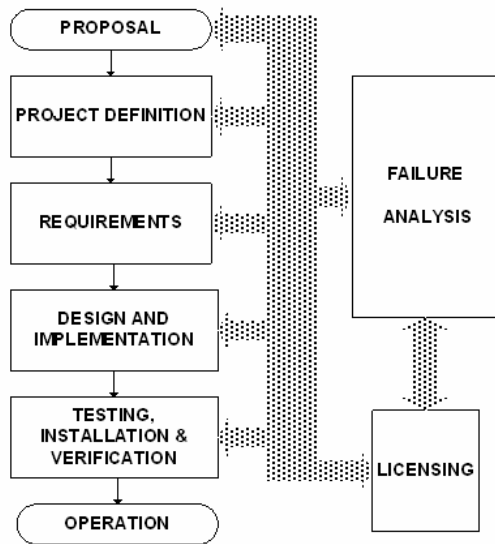 PROPOSAL
PROJECT DEFINITION
REQUIREMENTS
DESIGN AND
IMPLEMENTATION
TESTING,
INSTALLATION &
VERIFICATION
OPERATION
FAILURE
ANALYSIS
LICENSING